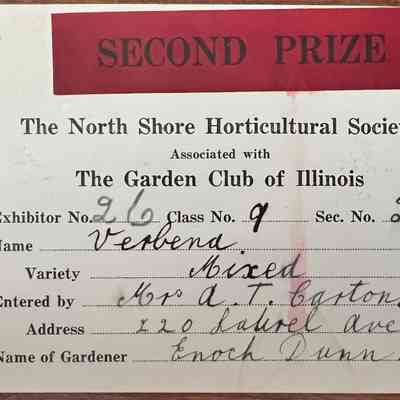 SECOND PRIZE
The North Shore Horticultural Socie
Associated with
The Garden Club of Illinois
Exhibitor No. 26 Class No. 9 Sec. No.
Name Verbena.
Variety Mixed
Entered by Mrs A. T. Carton.
Address 220 Laurel Ave
Name of Gardener Enoch Dunn.